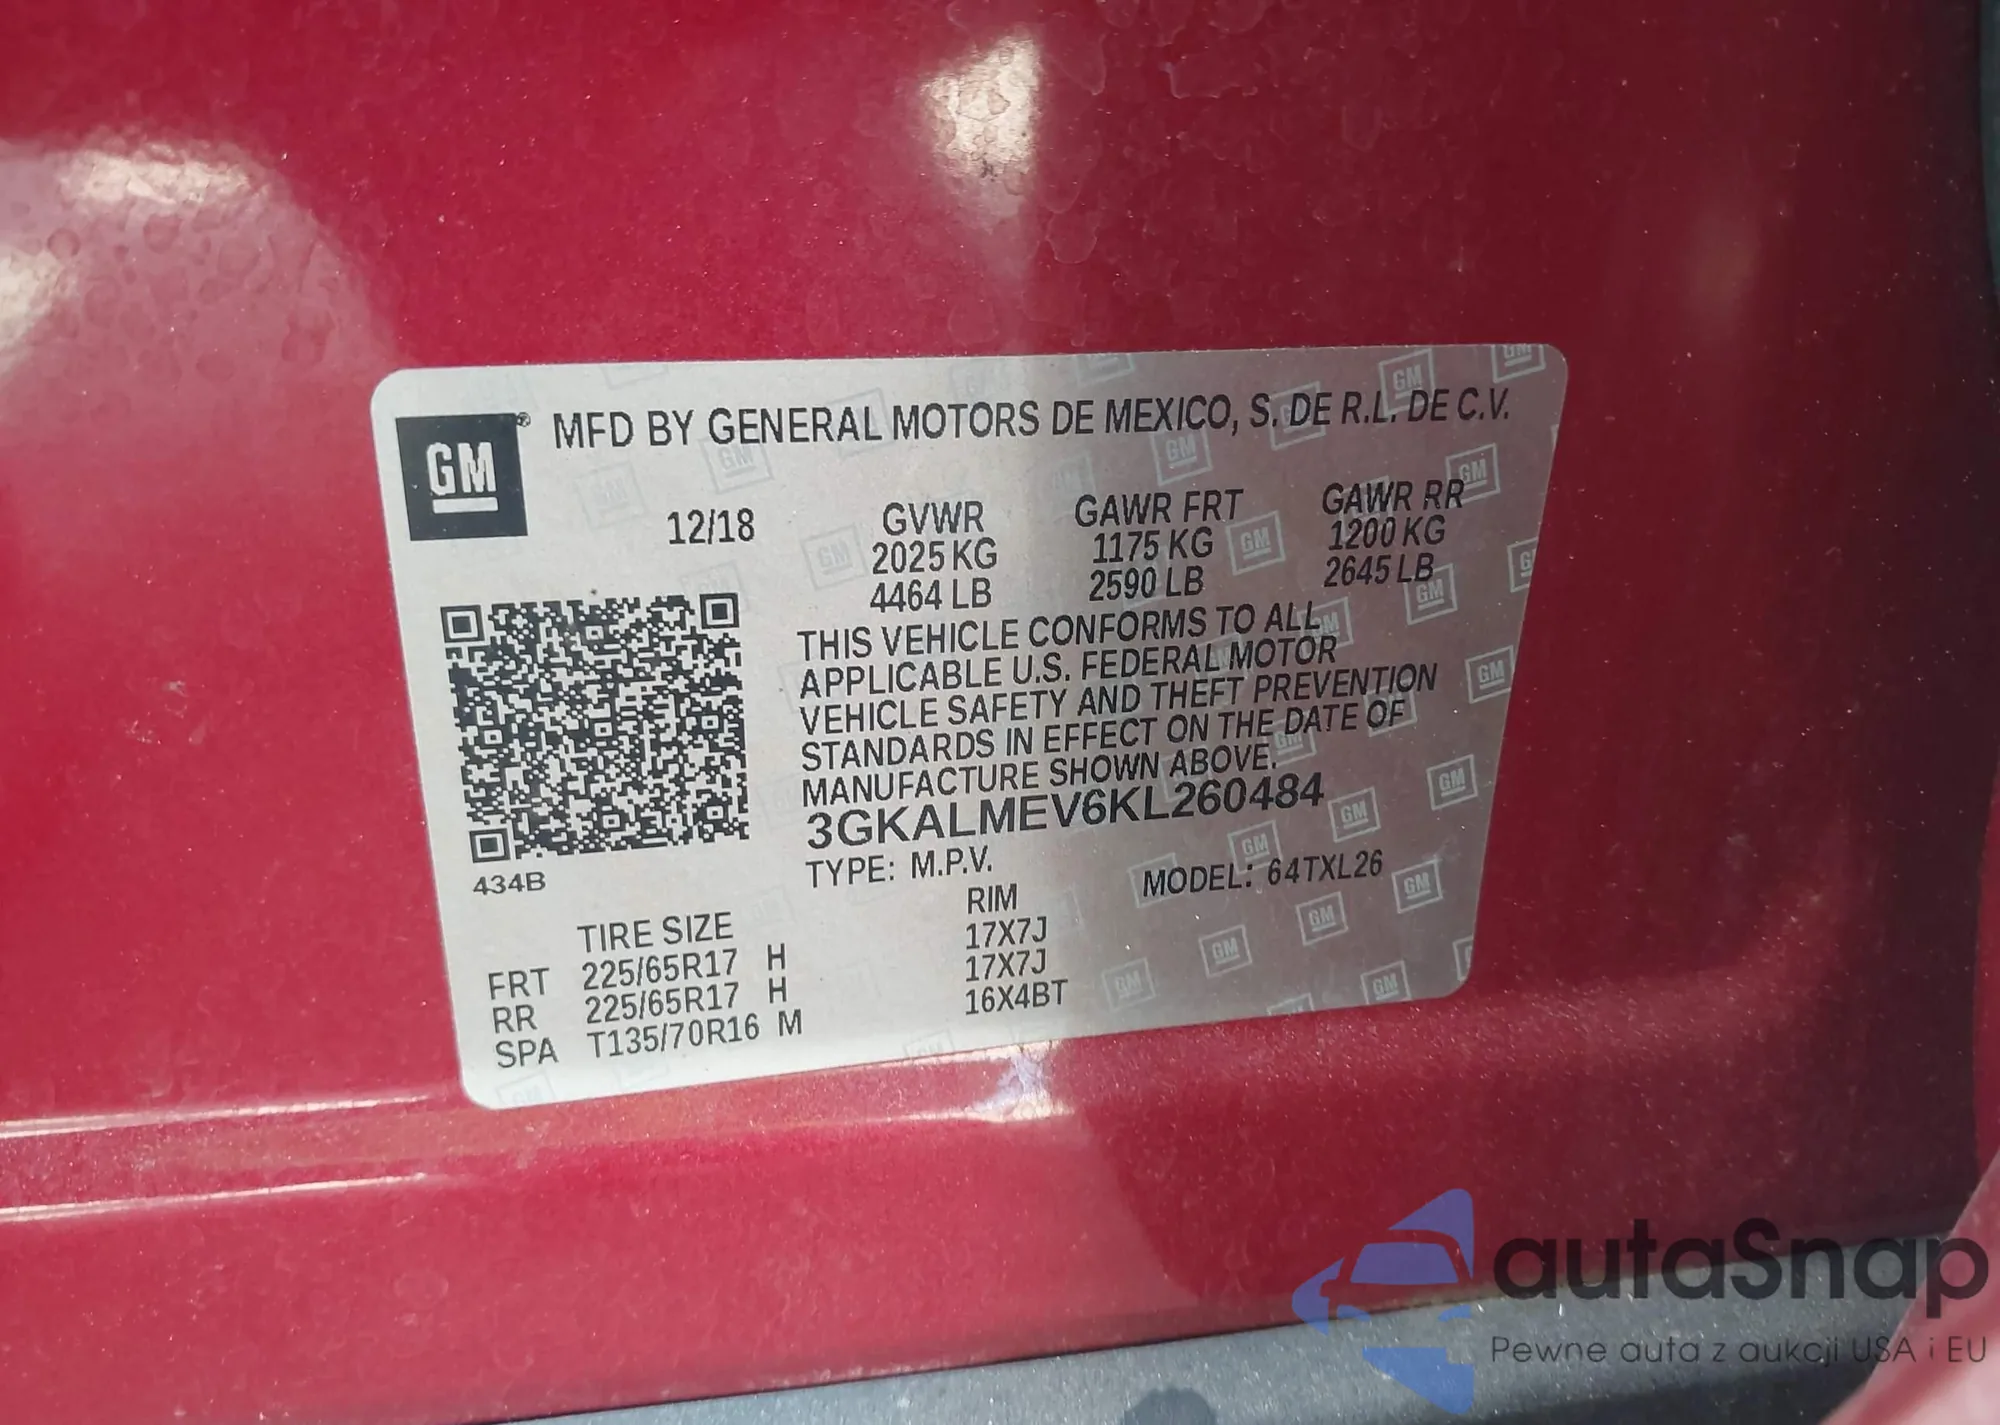 GM
MFD BY GENERAL MOTORS DE MEXICO, S. DE R.L. DE C.V.
12/18
GVWR GAWR FRT GAWR RR
2025 KG 1175 KG 1200 KG
4464 LB 2590 LB 2645 LB
THIS VEHICLE CONFORMS TO ALL
APPLICABLE U.S. FEDERAL MOTOR
VEHICLE SAFETY AND THEFT PREVENTION
STANDARDS IN EFFECT ON THE DATE OF
MANUFACTURE SHOWN ABOVE.
3GKALMEV6KL260484
434B
TYPE: M.P.V. MODEL: 64TXL26
TIRE SIZE RIM
FRT 225/65R17 H 17X7J
RR 225/65R17 H 17X7J
SPA T135/70R16 M 16X4BT
autaSnap
Pewne auta z aukcji USA i EU